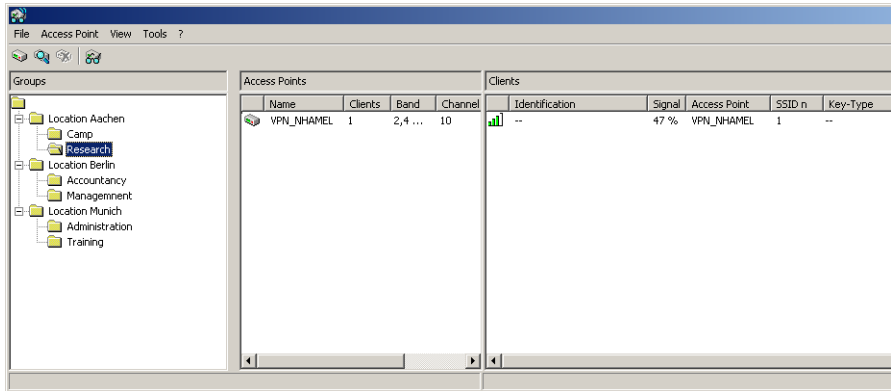 File Access Point View Tools ?
Groups
Location Aachen
Camp
Research
Location Berlin
Accountancy
Managemnent
Location Munich
Administration
Training
Access Points
Name Clients Band Channel
VPN_NHAMEL 1 2,4 ... 10
Clients
Identification Signal Access Point SSID n Key-Type
-- 47 % VPN_NHAMEL 1 --